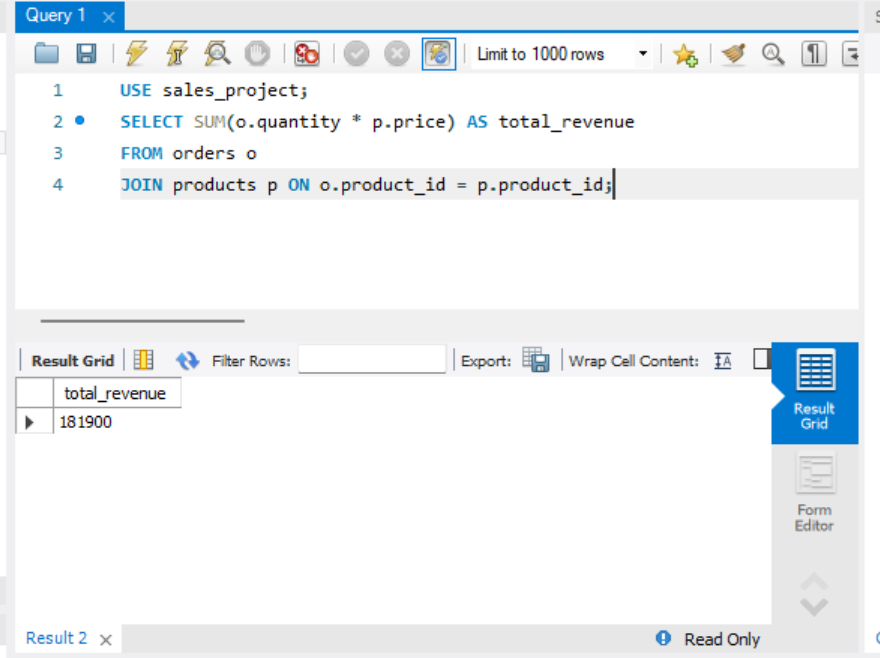 Query 1
Limit to 1000 rows
1 USE sales_project;
2 SELECT SUM(o.quantity * p.price) AS total_revenue
3 FROM orders o
4 JOIN products p ON o.product_id = p.product_id;
Result Grid Filter Rows: Export: Wrap Cell Content:
total_revenue
181900
Result
Grid
Form
Editor
Result 2 Read Only